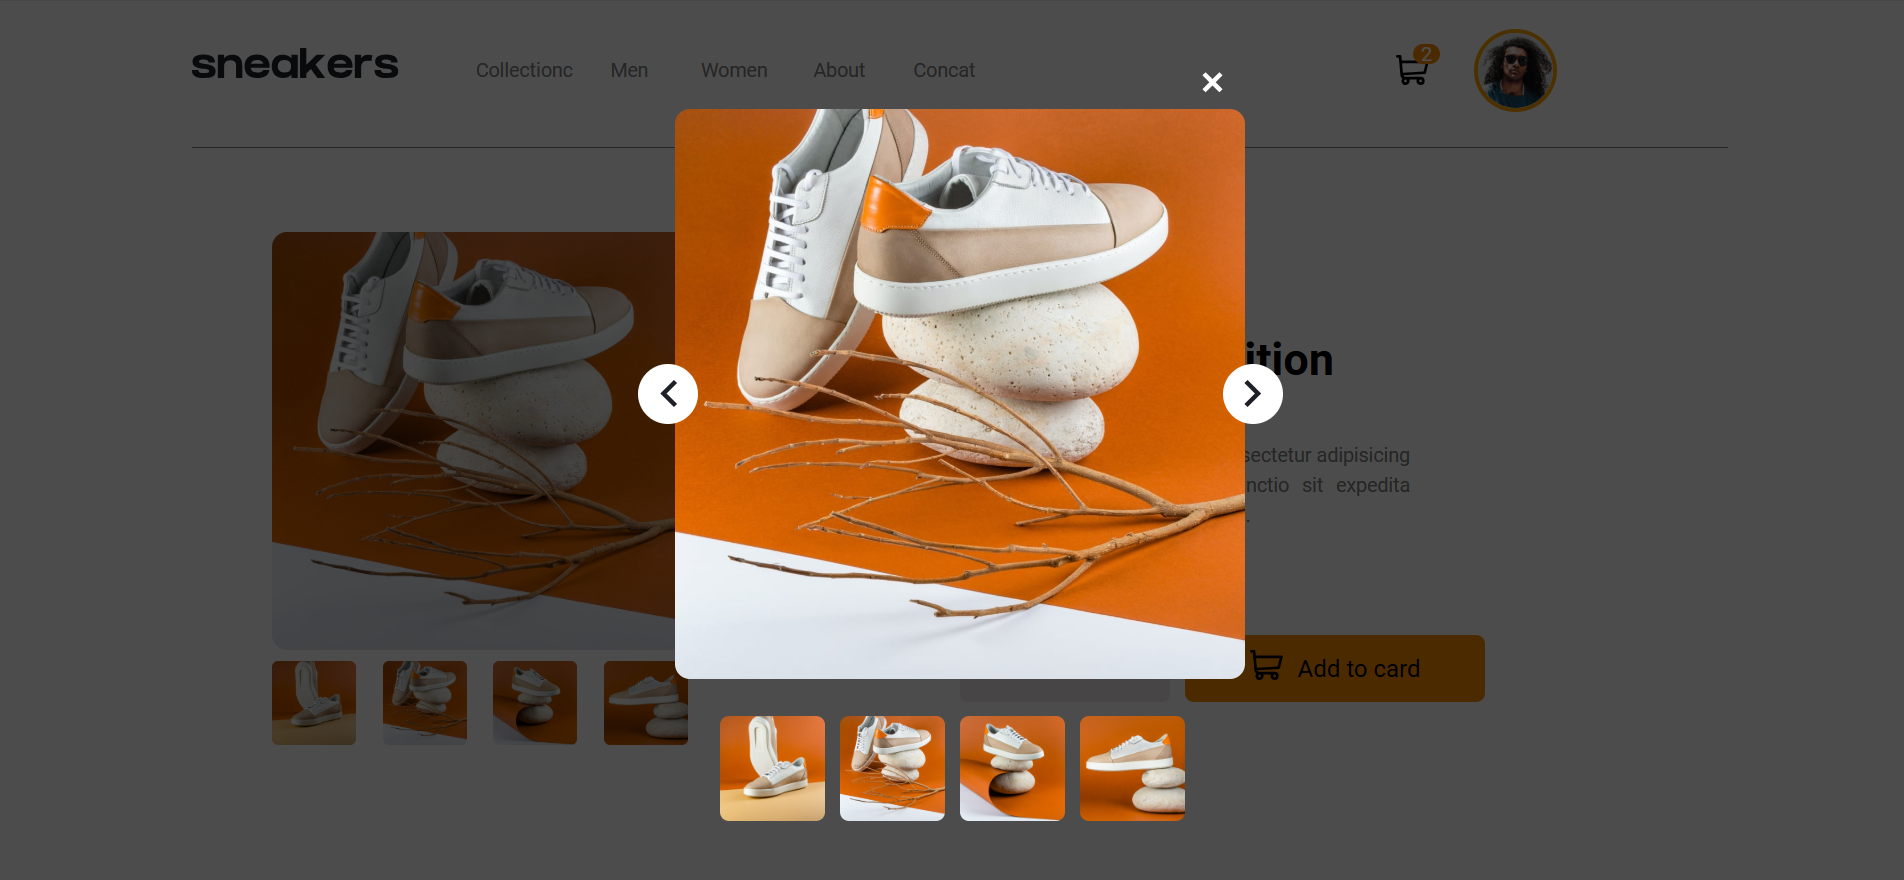 sneakers
Collectionc Men Women About Concat
2
ition
sectetur adipisicing
nctio sit expedita
.
Add to card